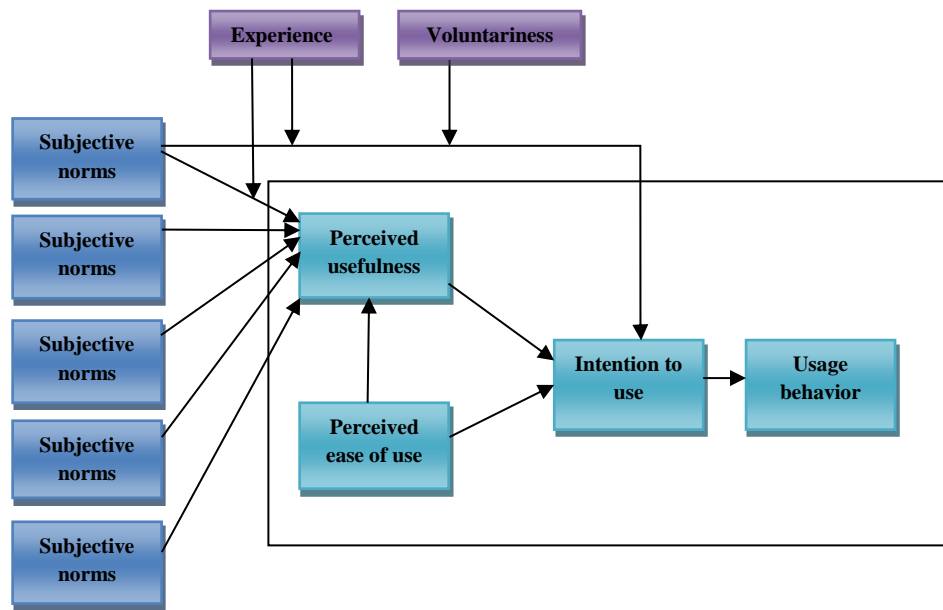 Experience
Voluntariness
Subjective
norms
Subjective
norms
Subjective
norms
Subjective
norms
Subjective
norms
Perceived
usefulness
Perceived
ease of use
Intention to
use
Usage
behavior